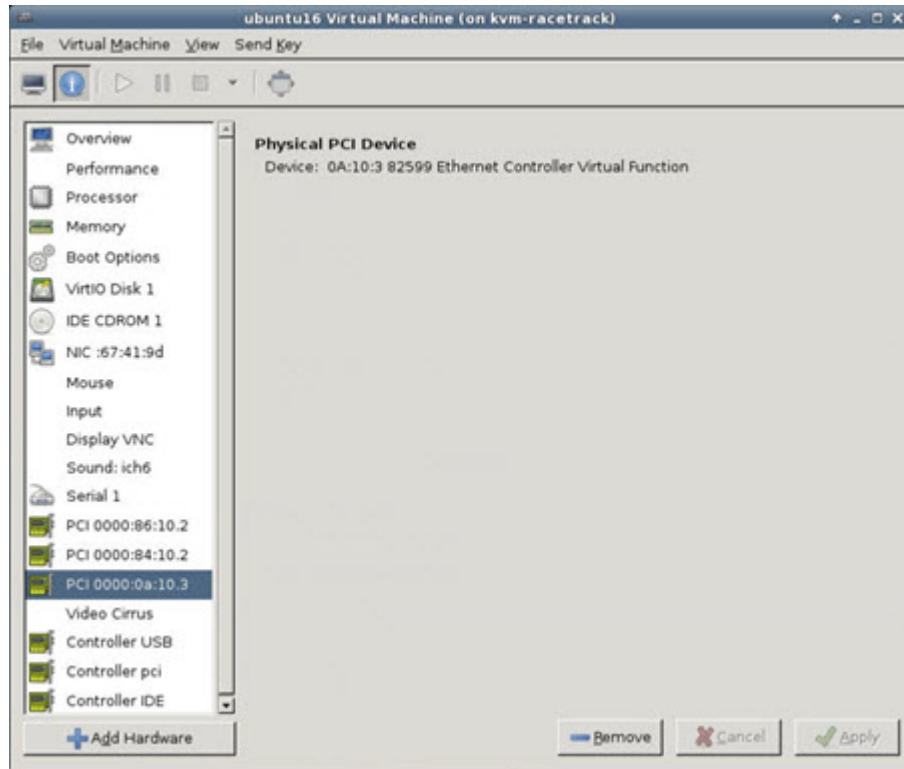 ubuntu16 Virtual Machine (on kvm-racetrack)
File Virtual Machine View Send Key
Overview
Performance
Processor
Memory
Boot Options
VirtIO Disk 1
IDE CDROM 1
NIC :67:41:9d
Mouse
Input
Display VNC
Sound: ich6
Serial 1
PCI 0000:86:10.2
PCI 0000:84:10.2
PCI 0000:0a:10.3
Video Cirrus
Controller USB
Controller pci
Controller IDE
Add Hardware
Physical PCI Device
Device: 0A:10:3 82599 Ethernet Controller Virtual Function
Remove Cancel Apply